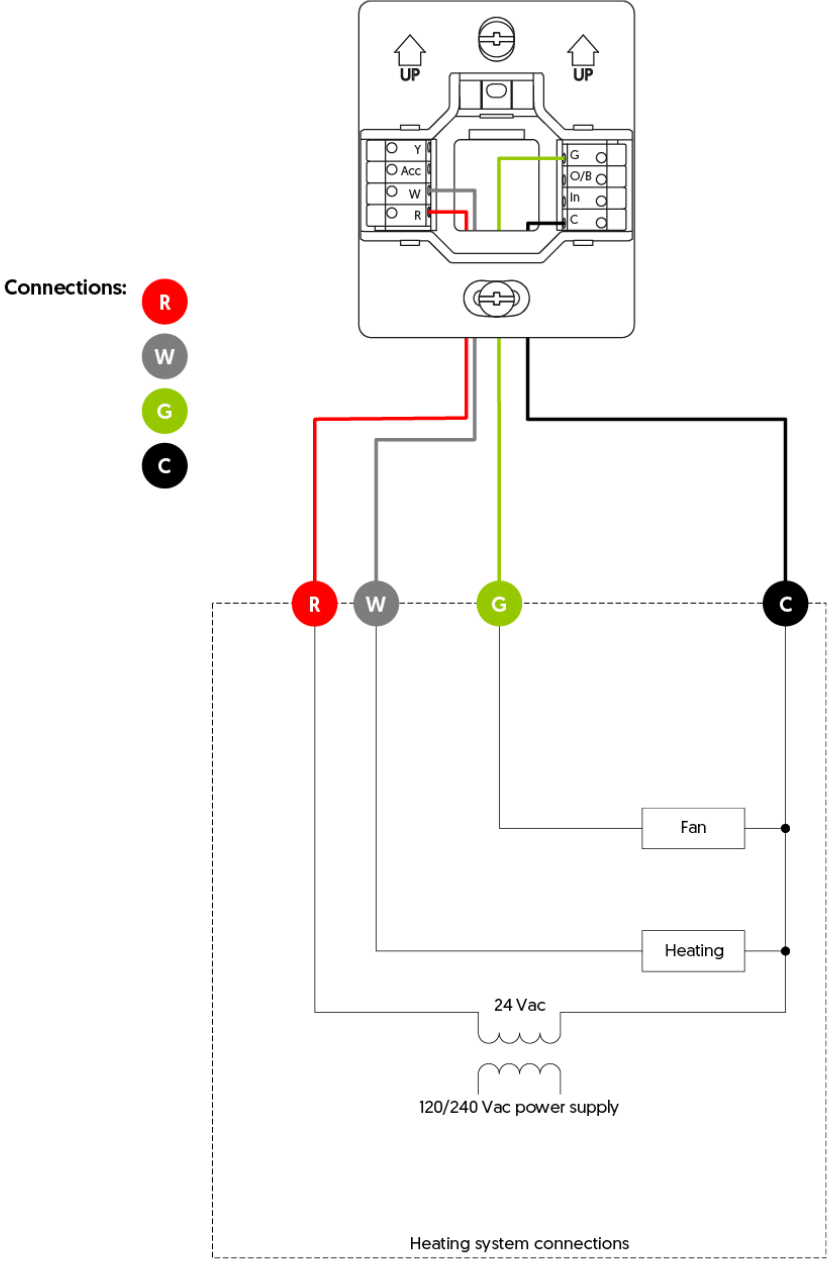 UP UP
Y
Acc
W
R
G
O/B
In
C
Connections:
R
W
G
C
R W G C
Fan
Heating
24 Vac
120/240 Vac power supply
Heating system connections